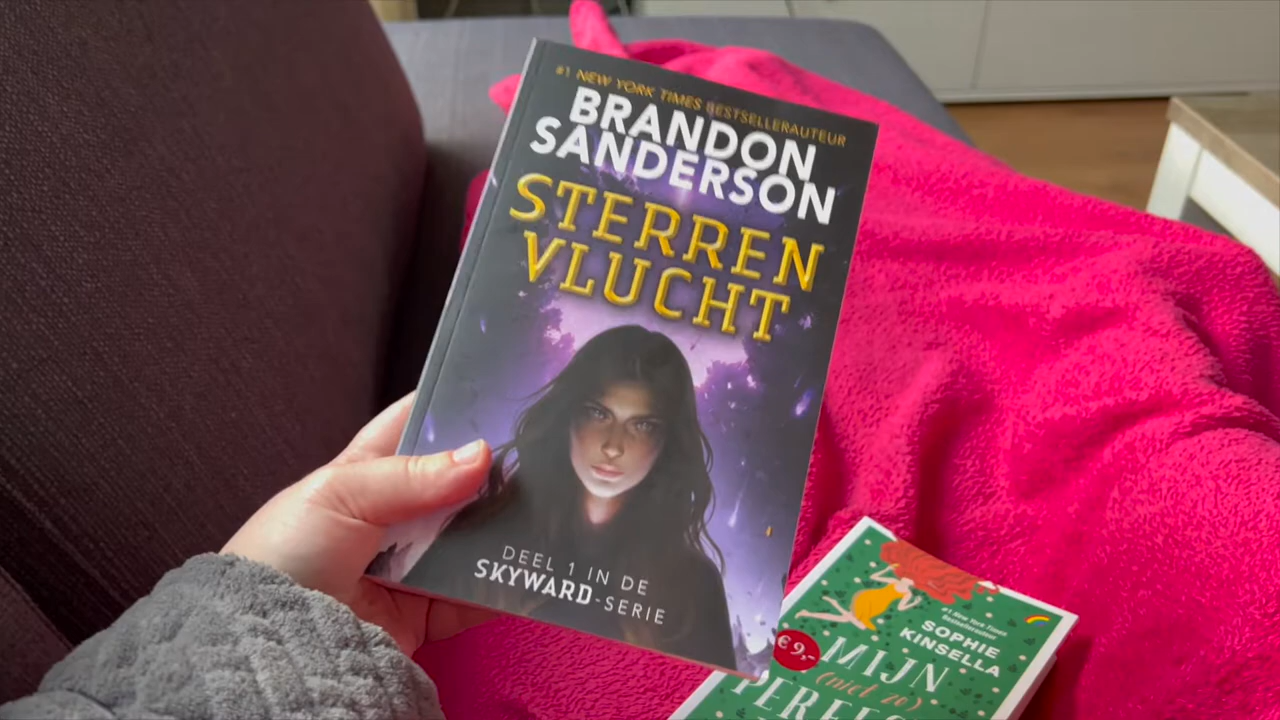 #1 NEW YORK TIMES BESTSELLERAUTEUR
BRANDON
SANDERSON
STERREN
VLUCHT
DEEL 1 IN DE
SKYWARD-SERIE
#1 New York Times
Bestsellerauteur
SOPHIE
KINSELLA
€ 9,-
MIJN
(niet zo)